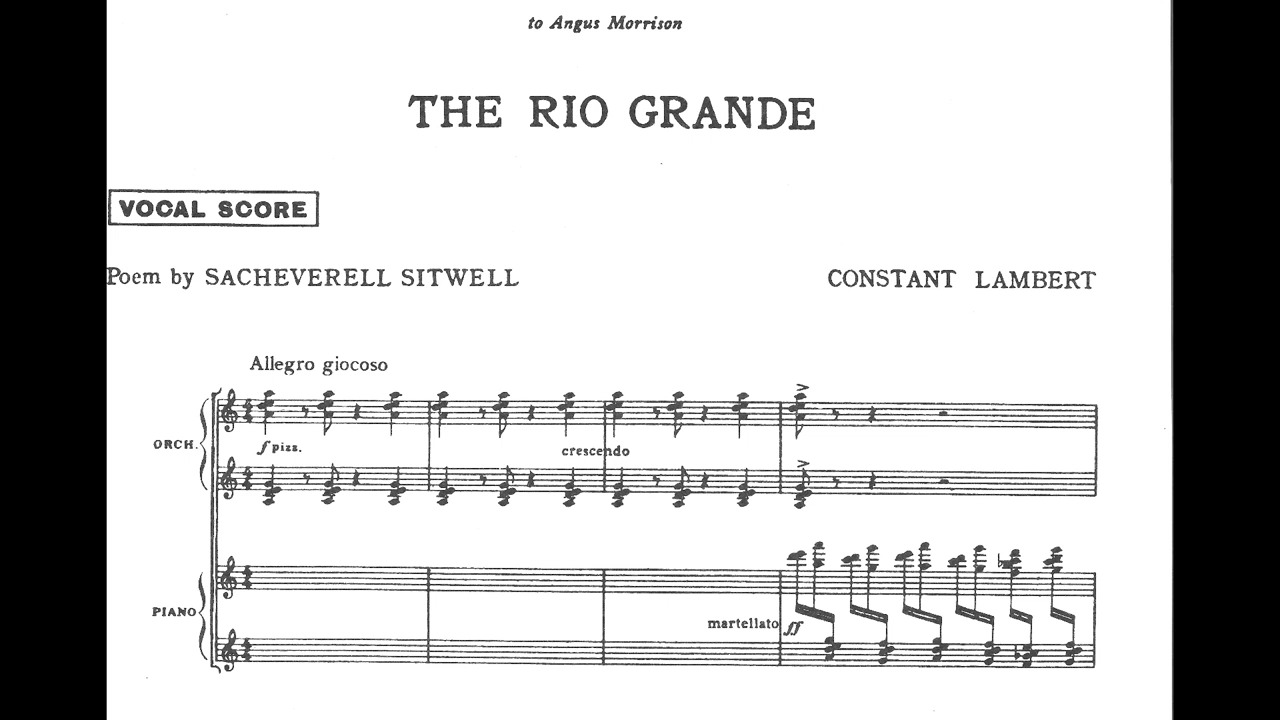 to Angus Morrison
THE RIO GRANDE
VOCAL SCORE
Poem by SACHEVERELL SITWELL
CONSTANT LAMBERT
Allegro giocoso
ORCH.
f pizz.
crescendo
PIANO
martellato ff